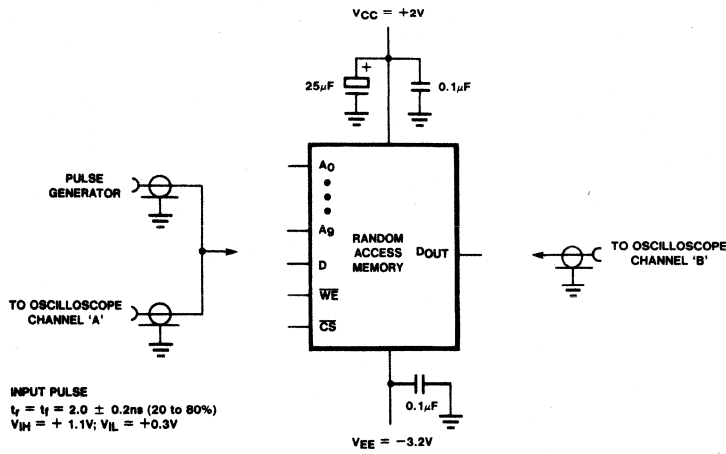 VCC = +2V
+
25μF
0.1μF
PULSE
GENERATOR
A0
A9
RANDOM
ACCESS
MEMORY
DOUT
D
W̅E̅
C̅S̅
TO OSCILLOSCOPE
CHANNEL 'B'
TO OSCILLOSCOPE
CHANNEL 'A'
INPUT PULSE
tr = tf = 2.0 ± 0.2ns (20 to 80%)
VIH = + 1.1V; VIL = +0.3V
0.1μF
VEE = −3.2V